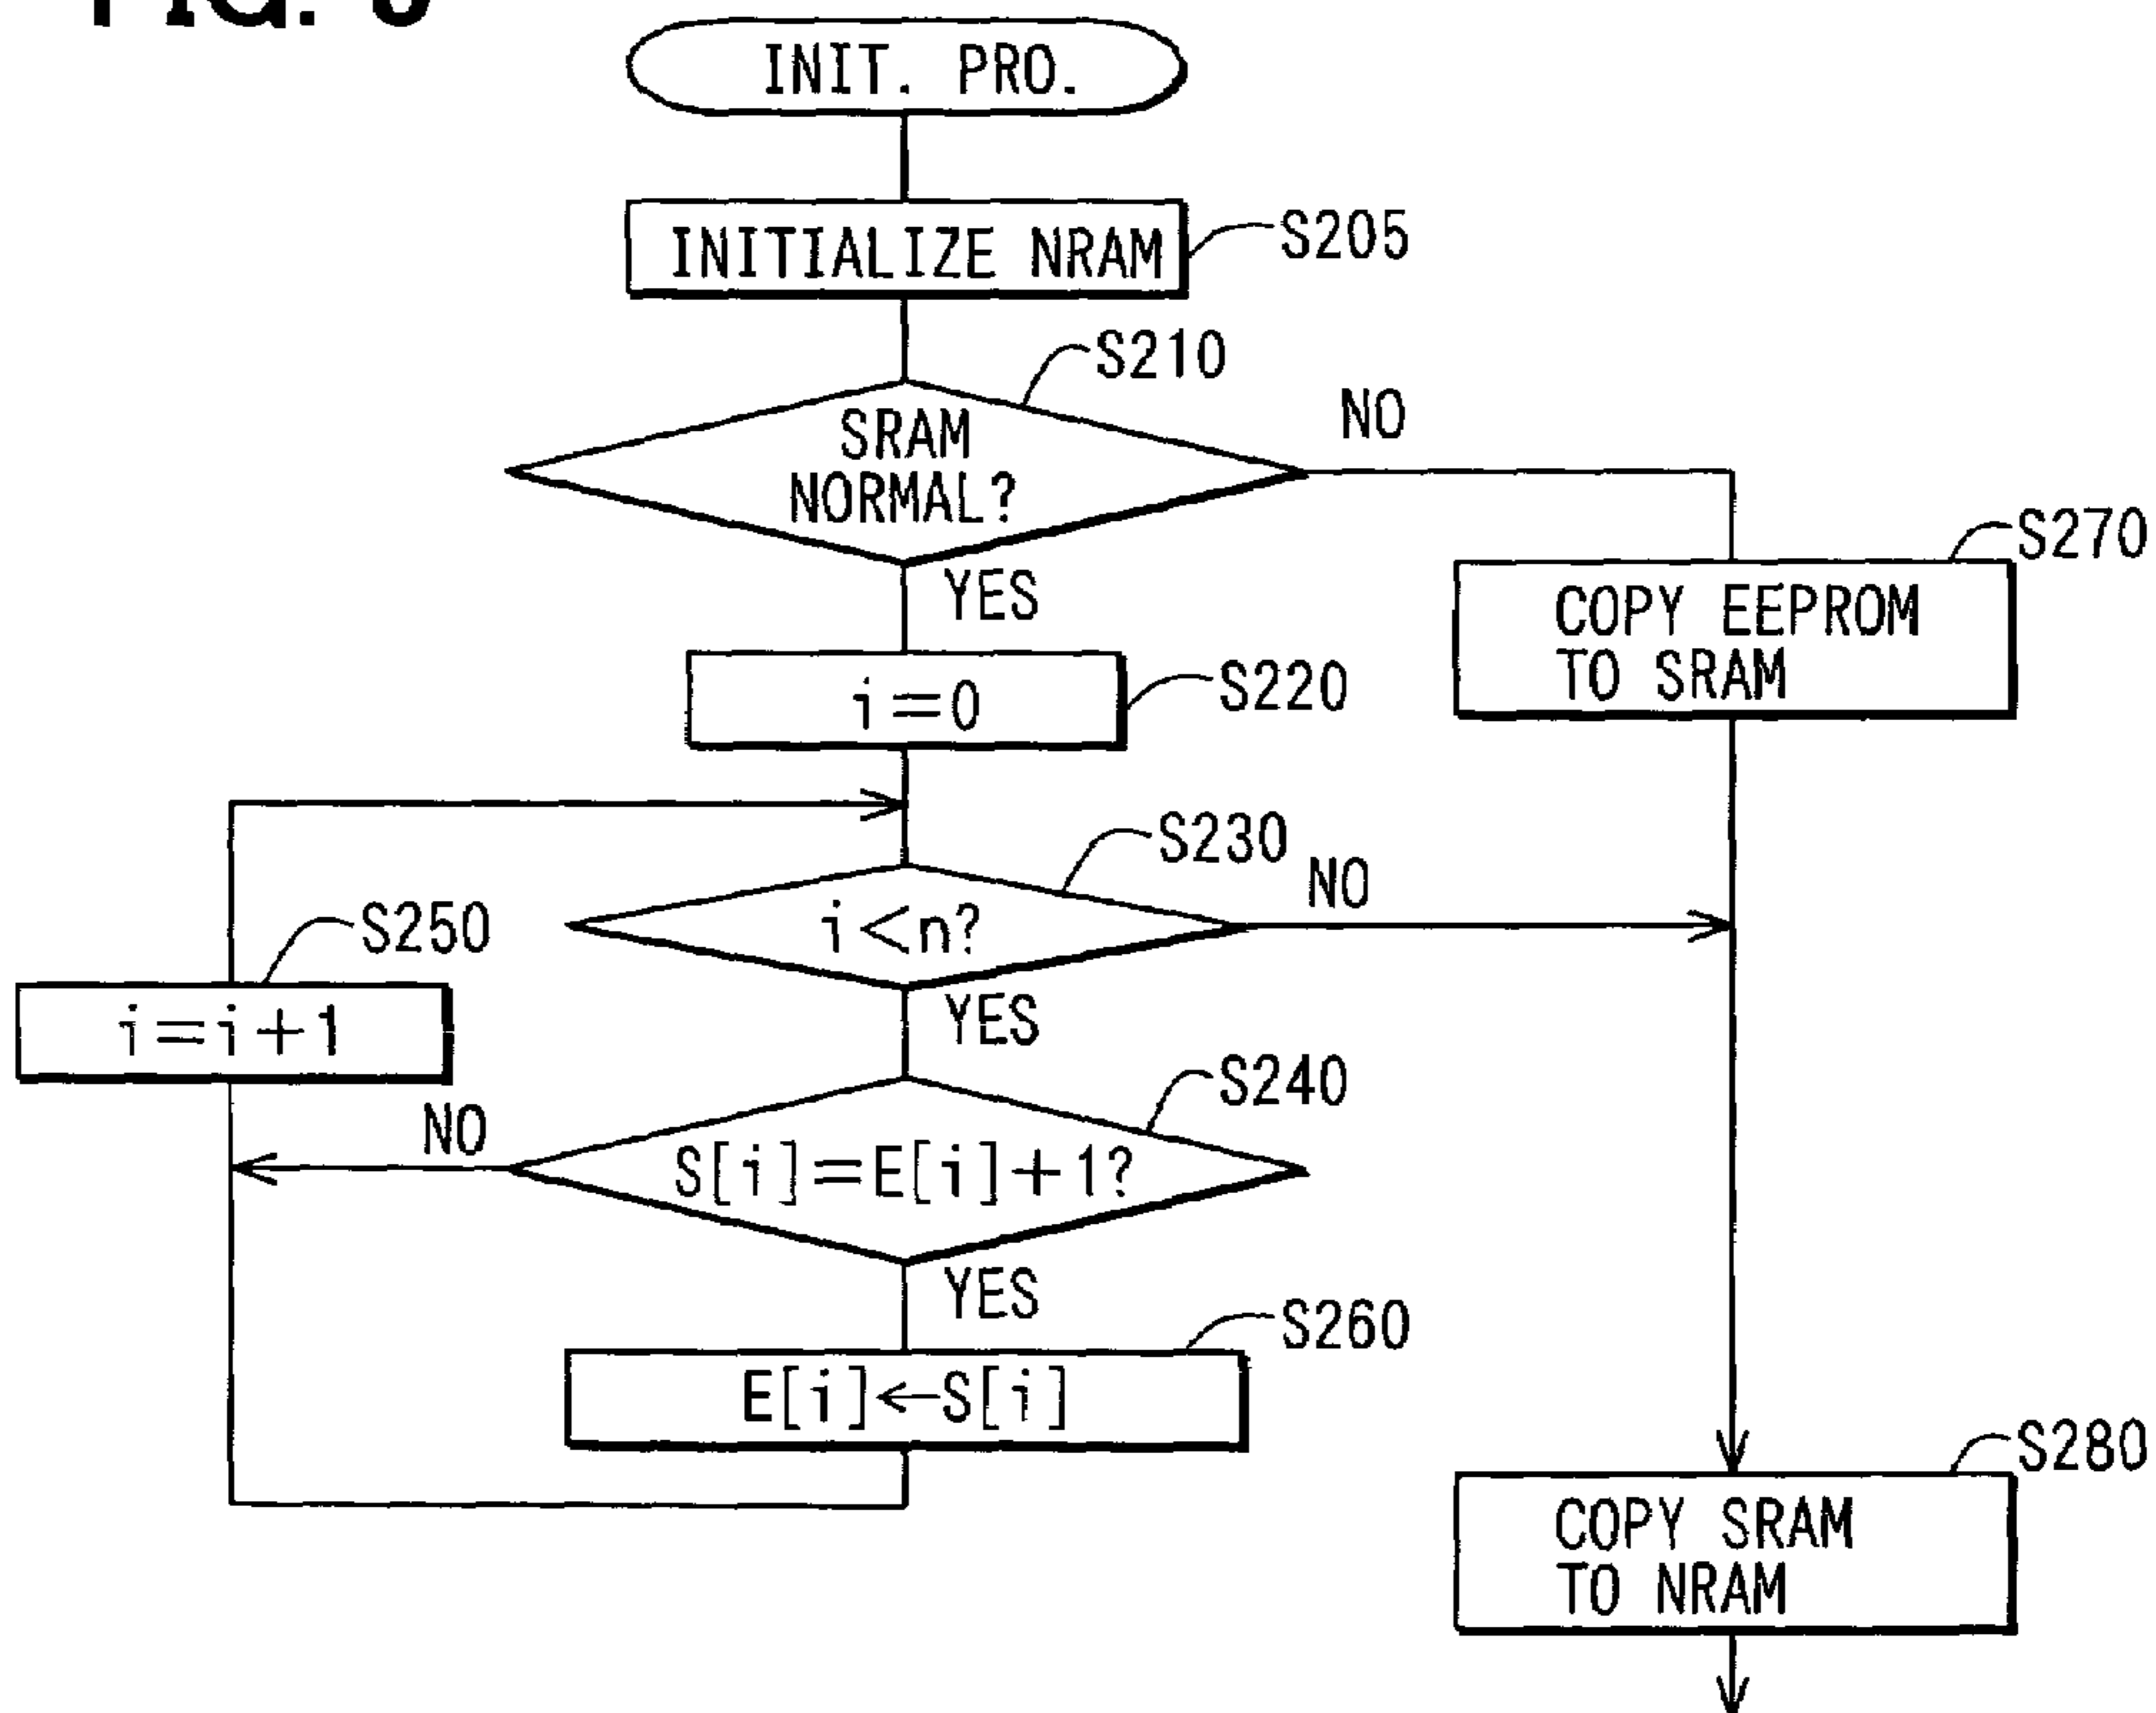 FIG.
INIT. PRO.
INITIALIZE NRAM
S205
S210
SRAM
NORMAL?
NO
YES
S270
COPY EEPROM
TO SRAM
i=0
S220
S230
i<n?
NO
YES
S250
i=i+1
S240
S[i]=E[i]+1?
NO
YES
S260
E[i]←S[i]
S280
COPY SRAM
TO NRAM